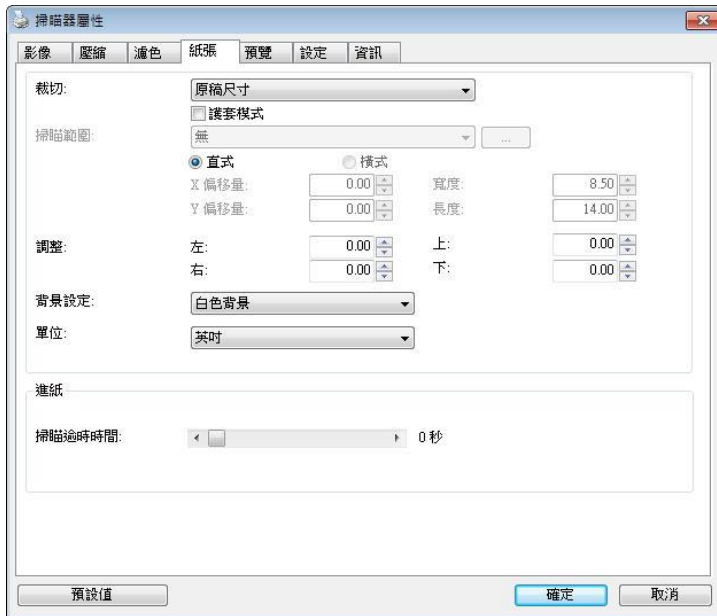 掃瞄器屬性
影像 壓縮 濾色 紙張 預覽 設定 資訊
裁切: 原稿尺寸
護套模式
掃瞄範圍: 無 ...
直式 橫式
X 偏移量: 0.00 寬度: 8.50
Y 偏移量: 0.00 長度: 14.00
調整: 左: 0.00 上: 0.00
右: 0.00 下: 0.00
背景設定: 白色背景
單位: 英吋
進紙
掃瞄逾時時間: 0 秒
預設值 確定 取消